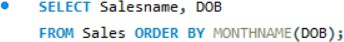 SELECT Salesname, DOB
FROM Sales ORDER BY MONTHNAME(DOB);